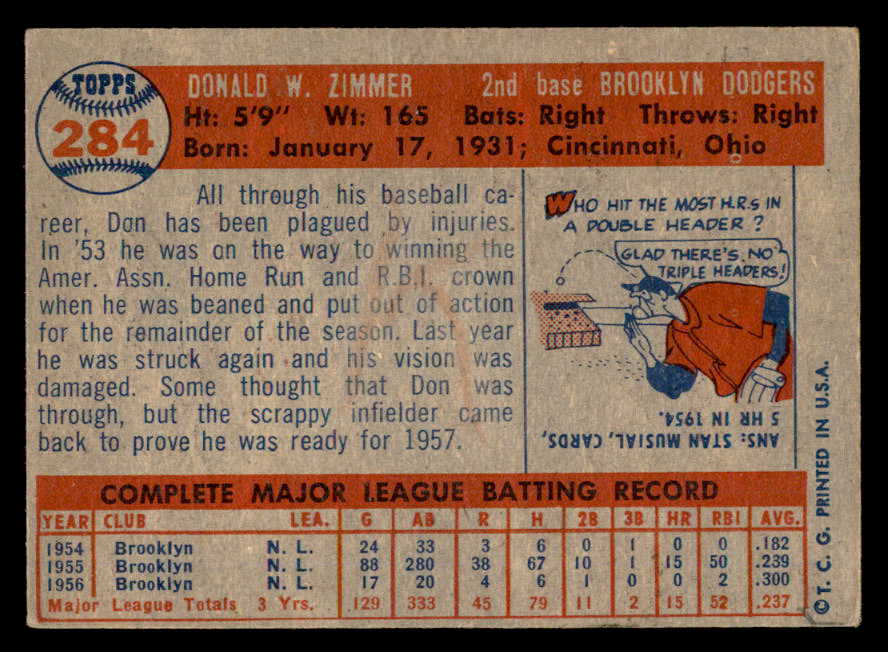 TOPPS
284
DONALD W. ZIMMER 2nd base BROOKLYN DODGERS
Ht: 5'9" Wt: 165 Bats: Right Throws: Right
Born: January 17, 1931; Cincinnati, Ohio
All through his baseball ca-
reer, Don has been plagued by injuries.
In '53 he was on the way to winning the
Amer. Assn. Home Run and R.B.I. crown
when he was beaned and put out of action
for the remainder of the season. Last year
he was struck again and his vision was
damaged. Some thought that Don was
through, but the scrappy infielder came
back to prove he was ready for 1957.
WHO HIT THE MOST H.R.S IN
A DOUBLE HEADER?
GLAD THERE'S NO
TRIPLE HEADERS!
ANS: STAN MUSIAL, CARDS,
5 HR IN 1954.
COMPLETE MAJOR LEAGUE BATTING RECORD
YEAR CLUB LEA. G AB R H 2B 3B HR RBI AVG.
1954 Brooklyn N. L. 24 33 3 6 0 1 0 0 .182
1955 Brooklyn N. L. 88 280 38 67 10 1 15 50 .239
1956 Brooklyn N. L. 17 20 4 6 1 0 0 2 .300
Major League Totals 3 Yrs. 129 333 45 79 11 2 15 52 .237
©T. C. G. PRINTED IN U.S.A.